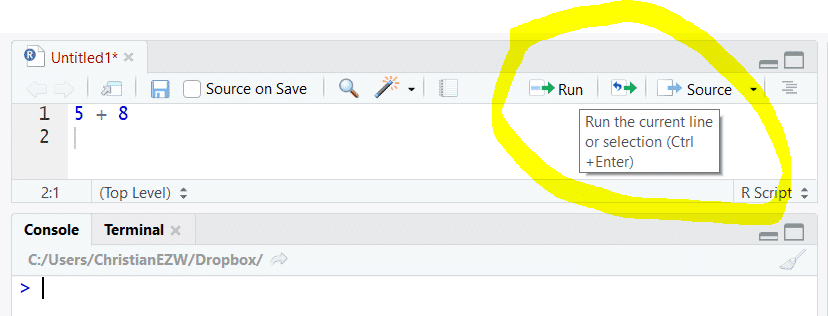 R Untitled1*
Source on Save Run Source
1 5 + 8
2
Run the current line
or selection (Ctrl
+Enter)
2:1 (Top Level) R Script
Console Terminal
C:/Users/ChristianEZW/Dropbox/
>